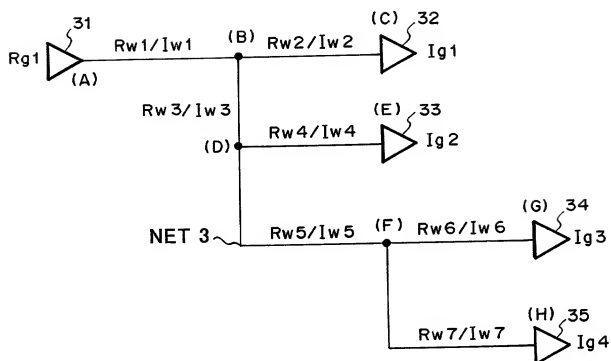 31 (B) (C) 32
Rg1 Rw1/Iw1 Rw2/Iw2 Ig1
(A)
Rw3/Iw3 (E) 33
(D) Rw4/Iw4 Ig2
(F) (G) 34
NET 3 Rw5/Iw5 Rw6/Iw6 Ig3
(H) 35
Rw7/Iw7 Ig4